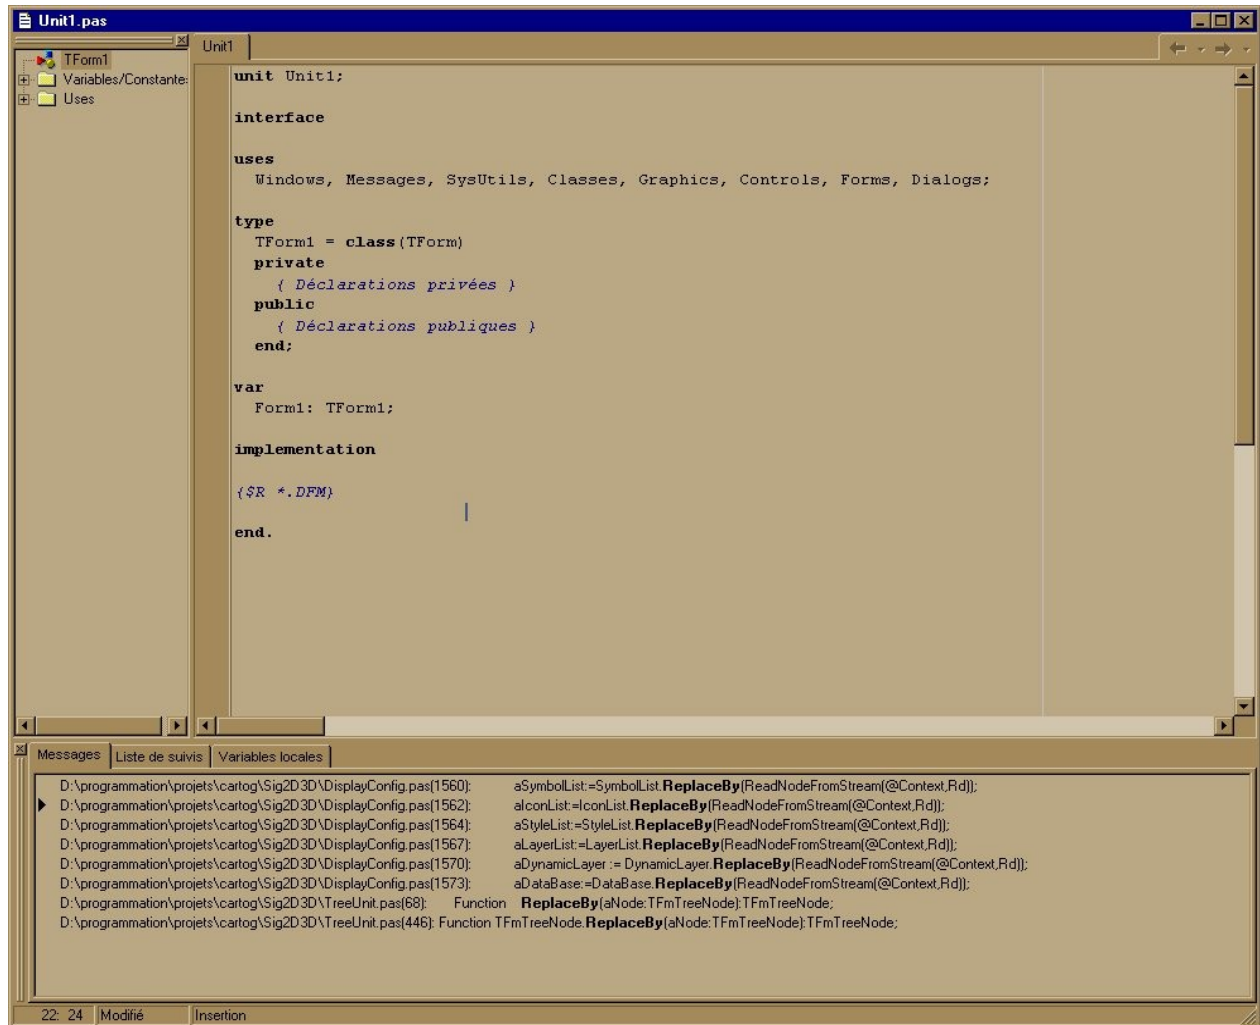 Unit1.pas
TForm1
Variables/Constante
Uses
Unit1
unit Unit1;
interface
uses
Windows, Messages, SysUtils, Classes, Graphics, Controls, Forms, Dialogs;
type
TForm1 = class(TForm)
private
{ Déclarations privées }
public
{ Déclarations publiques }
end;
var
Form1: TForm1;
implementation
{$R *.DFM}
end.
Messages
Liste de suivis
Variables locales
D:\programmation\projets\cartog\Sig2D3D\DisplayConfig.pas(1560): aSymbolList:=SymbolList.ReplaceBy(ReadNodeFromStream(@Context,Rd));
D:\programmation\projets\cartog\Sig2D3D\DisplayConfig.pas(1562): aIconList:=IconList.ReplaceBy(ReadNodeFromStream(@Context,Rd));
D:\programmation\projets\cartog\Sig2D3D\DisplayConfig.pas(1564): aStyleList:=StyleList.ReplaceBy(ReadNodeFromStream(@Context,Rd));
D:\programmation\projets\cartog\Sig2D3D\DisplayConfig.pas(1567): aLayerList:=LayerList.ReplaceBy(ReadNodeFromStream(@Context,Rd));
D:\programmation\projets\cartog\Sig2D3D\DisplayConfig.pas(1570): aDynamicLayer := DynamicLayer.ReplaceBy(ReadNodeFromStream(@Context,Rd));
D:\programmation\projets\cartog\Sig2D3D\DisplayConfig.pas(1573): aDataBase:=DataBase.ReplaceBy(ReadNodeFromStream(@Context,Rd));
D:\programmation\projets\cartog\Sig2D3D\TreeUnit.pas(68): Function ReplaceBy(aNode:TFmTreeNode):TFmTreeNode;
D:\programmation\projets\cartog\Sig2D3D\TreeUnit.pas(446): Function TFmTreeNode.ReplaceBy(aNode:TFmTreeNode):TFmTreeNode;
22: 24 Modifié Insertion